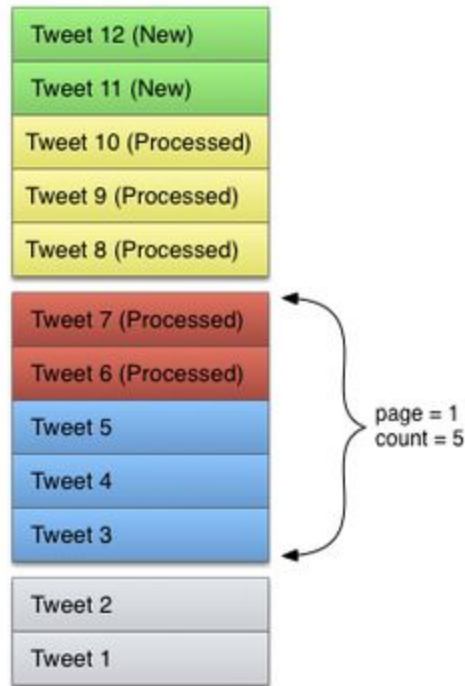 Tweet 12 (New)
Tweet 11 (New)
Tweet 10 (Processed)
Tweet 9 (Processed)
Tweet 8 (Processed)
Tweet 7 (Processed)
Tweet 6 (Processed)
Tweet 5
Tweet 4
Tweet 3
page = 1
count = 5
Tweet 2
Tweet 1